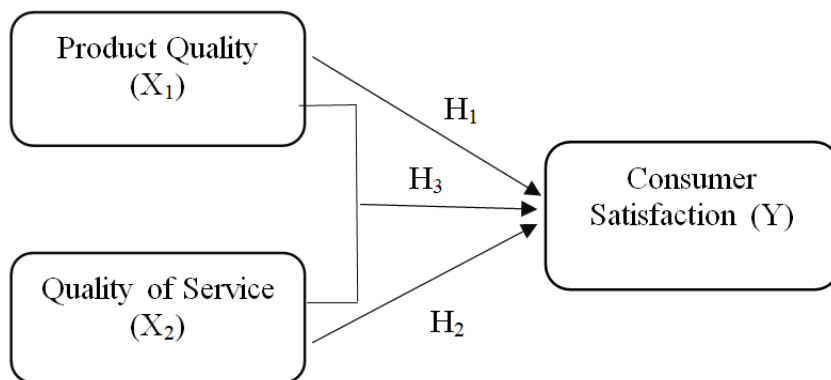 Product Quality
(X₁)
H₁
Consumer
Satisfaction (Y)
H₃
Quality of Service
(X₂)
H₂